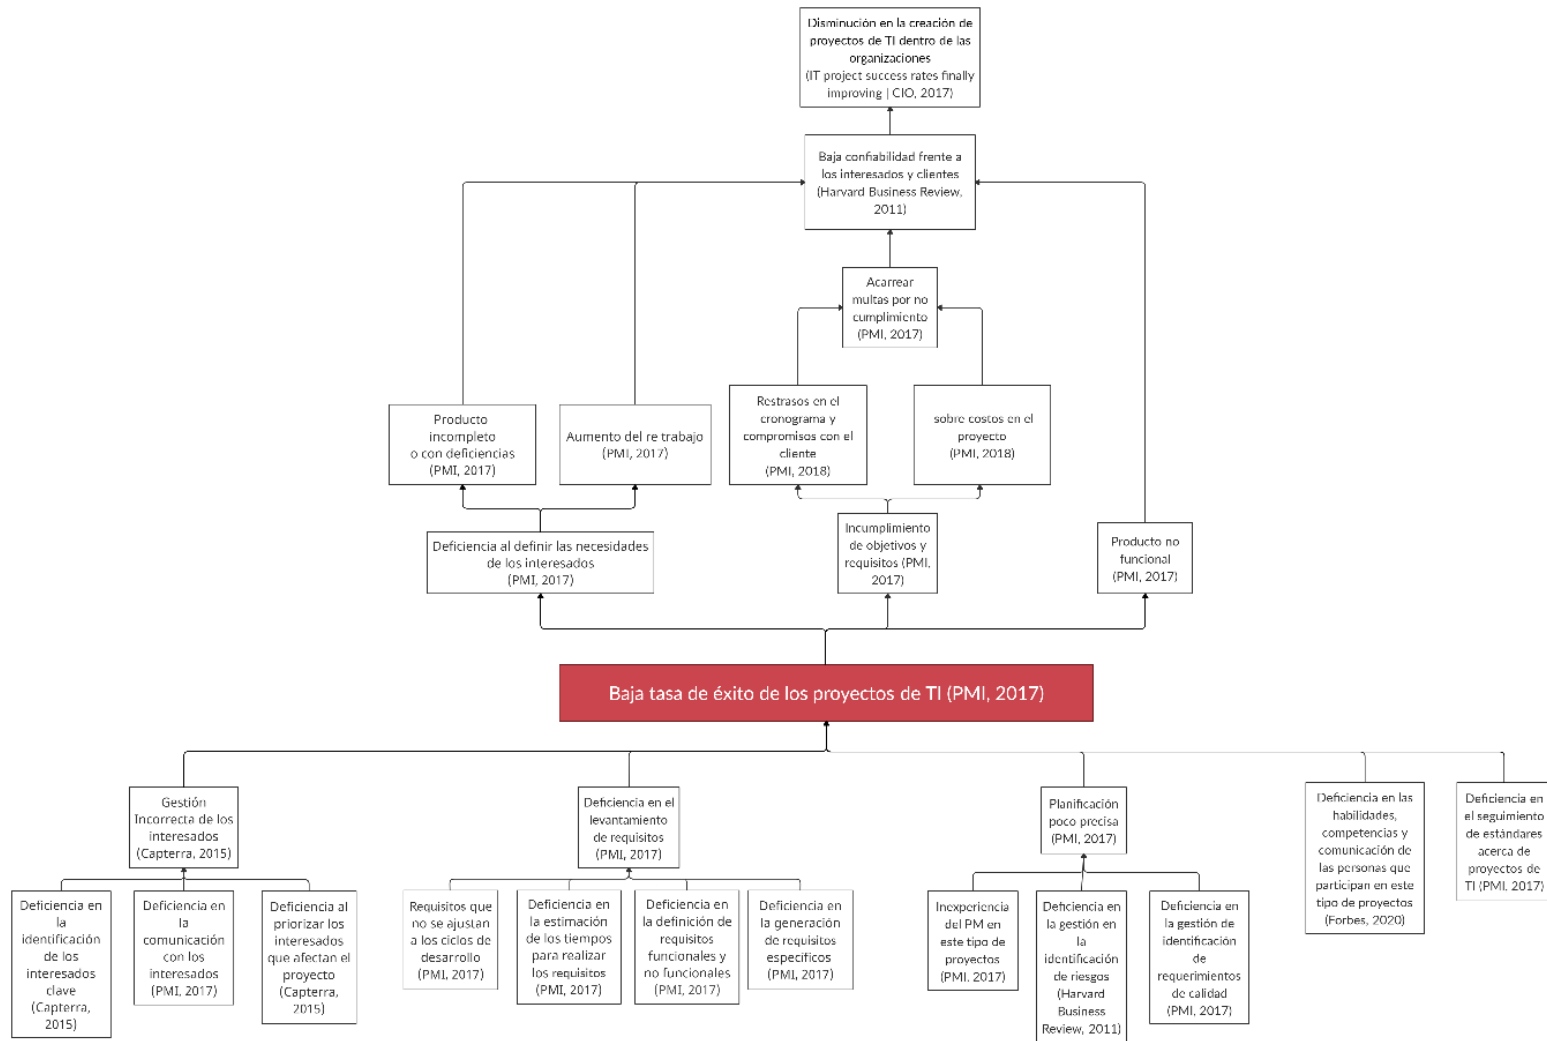 Disminución en la creación de
proyectos de TI dentro de las
organizaciones
(IT project success rates finally
improving | CIO, 2017)
Baja confiabilidad frente a
los interesados y clientes
(Harvard Business Review,
2011)
Acarrear
multas por no
cumplimiento
(PMI, 2017)
Producto
incompleto
o con deficiencias
(PMI, 2017)
Aumento del re trabajo
(PMI, 2017)
Restrasos en el
cronograma y
compromisos con el
cliente
(PMI, 2018)
sobre costos en el
proyecto
(PMI, 2018)
Deficiencia al definir las necesidades
de los interesados
(PMI, 2017)
Incumplimiento
de objetivos y
requisitos (PMI,
2017)
Producto no
funcional
(PMI, 2017)
Baja tasa de éxito de los proyectos de TI (PMI, 2017)
Gestión
Incorrecta de los
interesados
(Capterra, 2015)
Deficiencia en el
levantamiento
de requisitos
(PMI, 2017)
Planificación
poco precisa
(PMI, 2017)
Deficiencia en las
habilidades,
competencias y
comunicación de
las personas que
participan en este
tipo de proyectos
(Forbes, 2020)
Deficiencia en
el seguimiento
de estándares
acerca de
proyectos de
TI (PMI, 2017)
Deficiencia en
la
identificación
de los
interesados
clave
(Capterra,
2015)
Deficiencia en
la
comunicación
con los
interesados
(PMI, 2017)
Deficiencia al
priorizar los
interesados
que afectan el
proyecto
(Capterra,
2015)
Requisitos que
no se ajustan
a los ciclos de
desarrollo
(PMI, 2017)
Deficiencia en
la estimación
de los tiempos
para realizar
los requisitos
(PMI, 2017)
Deficiencia en
la definición de
requisitos
funcionales y
no funcionales
(PMI, 2017)
Deficiencia en
la generación
de requisitos
específicos
(PMI, 2017)
Inexperiencia
del PM en
este tipo de
proyectos
(PMI. 2017)
Deficiencia en
la gestión en
la
identificación
de riesgos
(Harvard
Business
Review, 2011)
Deficiencia en
la gestión de
identificación
de
requerimientos
de calidad
(PMI, 2017)